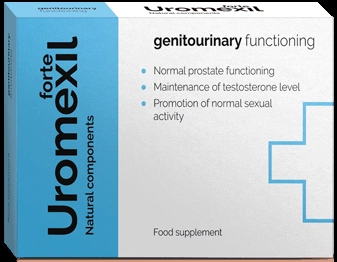 Uromexil
forte
Natural components
genitourinary functioning
Normal prostate functioning
Maintenance of testosterone level
Promotion of normal sexual
activity
Food supplement